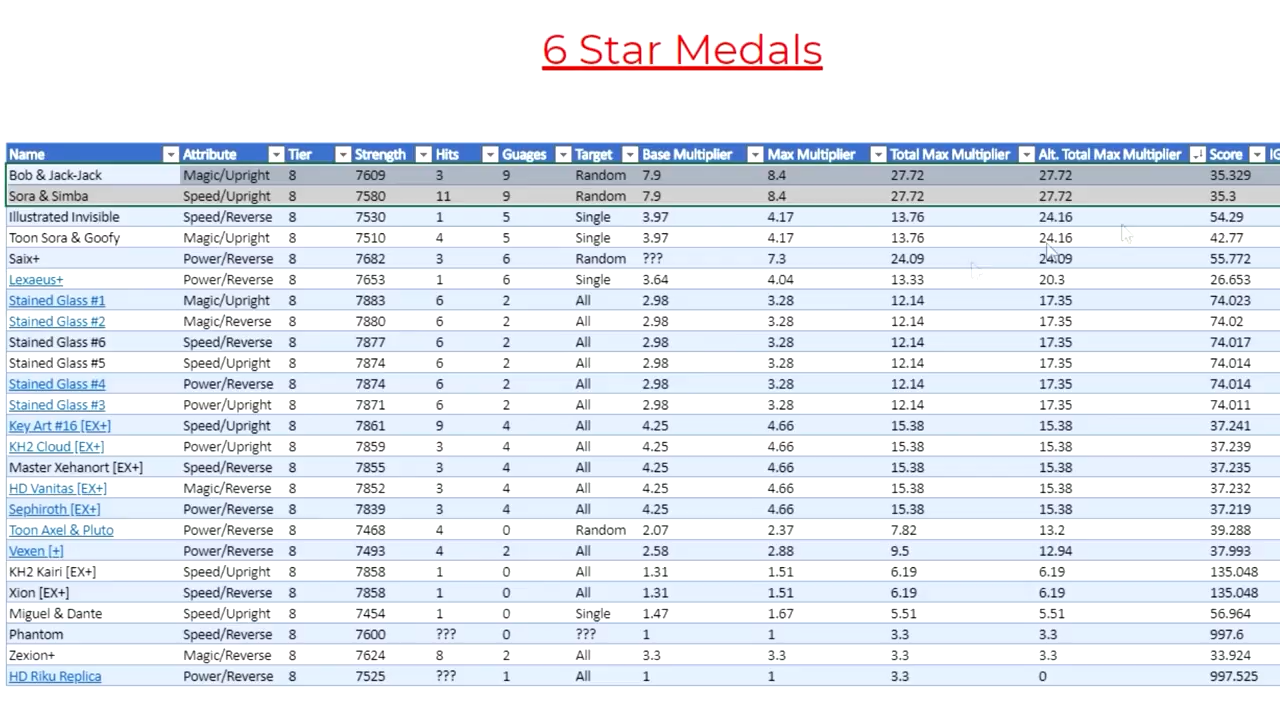 6 Star Medals
Name Attribute Tier Strength Hits Guages Target Base Multiplier Max Multiplier Total Max Multiplier Alt. Total Max Multiplier Score IG
Bob & Jack-Jack Magic/Upright 8 7609 3 9 Random 7.9 8.4 27.72 27.72 35.329
Sora & Simba Speed/Upright 8 7580 11 9 Random 7.9 8.4 27.72 27.72 35.3
Illustrated Invisible Speed/Reverse 8 7530 1 5 Single 3.97 4.17 13.76 24.16 54.29
Toon Sora & Goofy Magic/Upright 8 7510 4 5 Single 3.97 4.17 13.76 24.16 42.77
Saix+ Power/Reverse 8 7682 3 6 Random ??? 7.3 24.09 24.09 55.772
Lexaeus+ Power/Reverse 8 7653 1 6 Single 3.64 4.04 13.33 20.3 26.653
Stained Glass #1 Magic/Upright 8 7883 6 2 All 2.98 3.28 12.14 17.35 74.023
Stained Glass #2 Magic/Reverse 8 7880 6 2 All 2.98 3.28 12.14 17.35 74.02
Stained Glass #6 Speed/Reverse 8 7877 6 2 All 2.98 3.28 12.14 17.35 74.017
Stained Glass #5 Speed/Upright 8 7874 6 2 All 2.98 3.28 12.14 17.35 74.014
Stained Glass #4 Power/Reverse 8 7874 6 2 All 2.98 3.28 12.14 17.35 74.014
Stained Glass #3 Power/Upright 8 7871 6 2 All 2.98 3.28 12.14 17.35 74.011
Key Art #16 [EX+] Speed/Upright 8 7861 9 4 All 4.25 4.66 15.38 15.38 37.241
KH2 Cloud [EX+] Power/Upright 8 7859 3 4 All 4.25 4.66 15.38 15.38 37.239
Master Xehanort [EX+] Speed/Reverse 8 7855 3 4 All 4.25 4.66 15.38 15.38 37.235
HD Vanitas [EX+] Magic/Reverse 8 7852 3 4 All 4.25 4.66 15.38 15.38 37.232
Sephiroth [EX+] Power/Reverse 8 7839 3 4 All 4.25 4.66 15.38 15.38 37.219
Toon Axel & Pluto Power/Reverse 8 7468 4 0 Random 2.07 2.37 7.82 13.2 39.288
Vexen [+] Power/Reverse 8 7493 4 2 All 2.58 2.88 9.5 12.94 37.993
KH2 Kairi [EX+] Speed/Upright 8 7858 1 0 All 1.31 1.51 6.19 6.19 135.048
Xion [EX+] Speed/Reverse 8 7858 1 0 All 1.31 1.51 6.19 6.19 135.048
Miguel & Dante Speed/Upright 8 7454 1 0 Single 1.47 1.67 5.51 5.51 56.964
Phantom Speed/Reverse 8 7600 ??? 0 ??? 1 1 3.3 3.3 997.6
Zexion+ Magic/Reverse 8 7624 8 2 All 3.3 3.3 3.3 3.3 33.924
HD Riku Replica Power/Reverse 8 7525 ??? 1 All 1 1 3.3 0 997.525